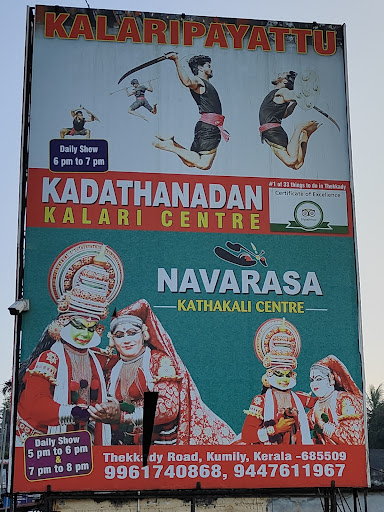 KALARIPAYATTU
Daily Show
6 pm to 7 pm
KADATHANADAN
KALARI CENTRE
#1 of 33 things to do in Thekkady
Certificate of Excellence
NAVARASA
KATHAKALI CENTRE
Daily Show
5 pm to 6 pm
&
7 pm to 8 pm
Thekkady Road, Kumily, Kerala -685509
9961740868, 9447611967